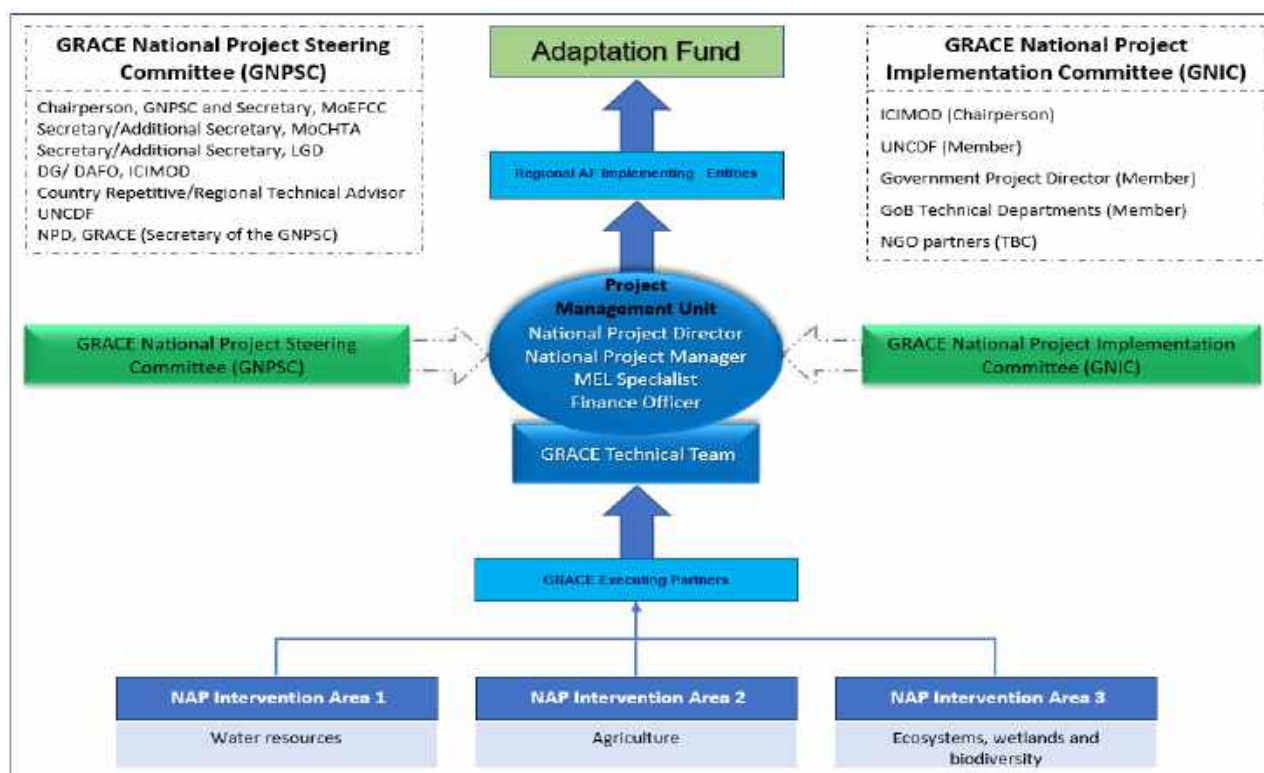 GRACE National Project Steering
Committee (GNPSC)
Chairperson, GNPSC and Secretary, MoEFCC
Secretary/Additional Secretary, MoCHTA
Secretary/Additional Secretary, LGD
DG/ DAFO, ICIMOD
Country Repetitive/Regional Technical Advisor
UNCDF
NPD, GRACE (Secretary of the GNPSC)
Adaptation Fund
GRACE National Project
Implementation Committee (GNIC)
ICIMOD (Chairperson)
UNCDF (Member)
Government Project Director (Member)
GoB Technical Departments (Member)
NGO partners (TBC)
Regional AF Implementing Entities
Project
Management Unit
National Project Director
National Project Manager
MEL Specialist
Finance Officer
GRACE National Project Steering
Committee (GNPSC)
GRACE National Project Implementation
Committee (GNIC)
GRACE Technical Team
GRACE Executing Partners
NAP Intervention Area 1
Water resources
NAP Intervention Area 2
Agriculture
NAP Intervention Area 3
Ecosystems, wetlands and
biodiversity